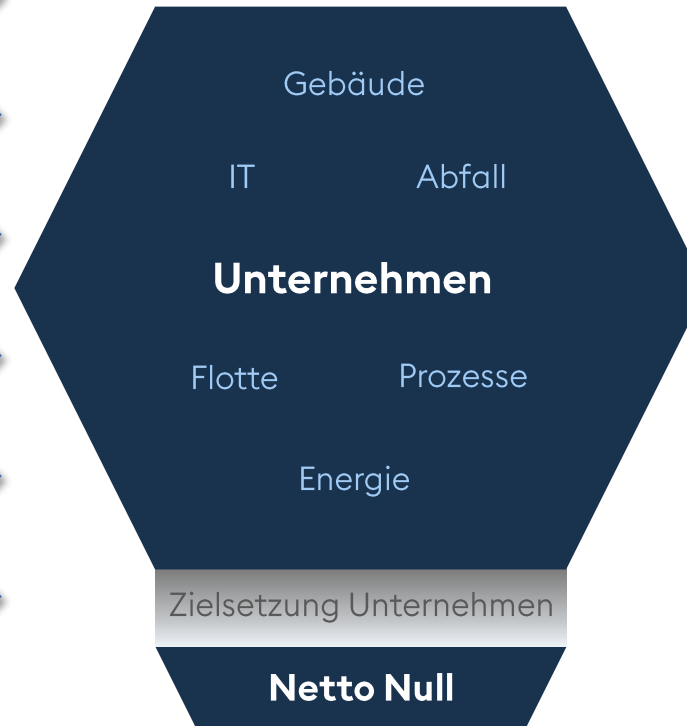 Gebäude
IT Abfall
Unternehmen
Flotte Prozesse
Energie
Zielsetzung Unternehmen
Netto Null